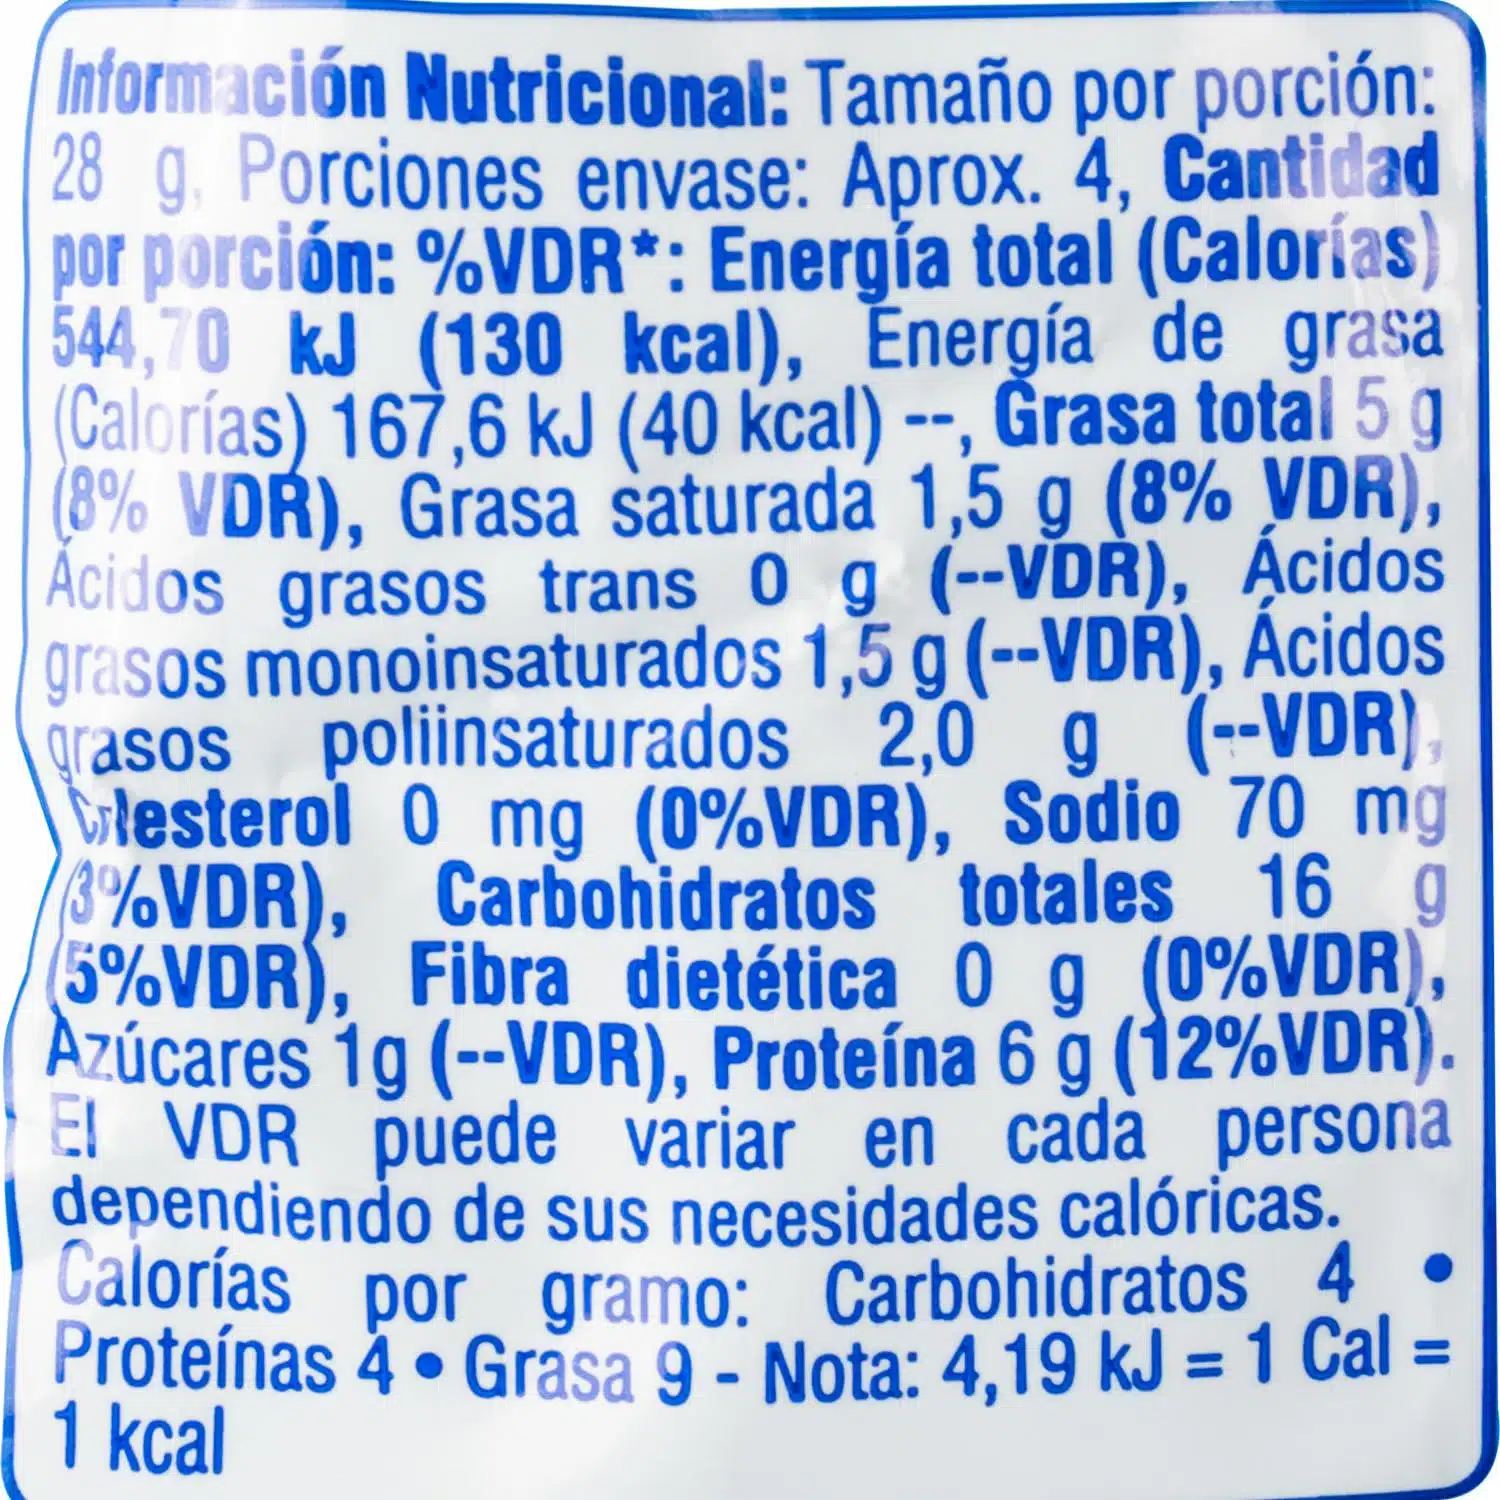 Información Nutricional: Tamaño por porción:
28 g, Porciones envase: Aprox. 4, Cantidad
por porción: %VDR*: Energía total (Calorías)
544,70 kJ (130 kcal), Energía de grasa
(Calorías) 167,6 kJ (40 kcal) --, Grasa total 5 g
(8% VDR), Grasa saturada 1,5 g (8% VDR),
Ácidos grasos trans 0 g (--VDR), Ácidos
grasos monoinsaturados 1,5 g (--VDR), Ácidos
grasos poliinsaturados 2,0 g (--VDR),
Colesterol 0 mg (0%VDR), Sodio 70 mg
(3%VDR), Carbohidratos totales 16 g
(5%VDR), Fibra dietética 0 g (0%VDR),
Azúcares 1g (--VDR), Proteína 6 g (12%VDR).
El VDR puede variar en cada persona
dependiendo de sus necesidades calóricas.
Calorías por gramo: Carbohidratos 4 •
Proteínas 4 • Grasa 9 - Nota: 4,19 kJ = 1 Cal =
1 kcal